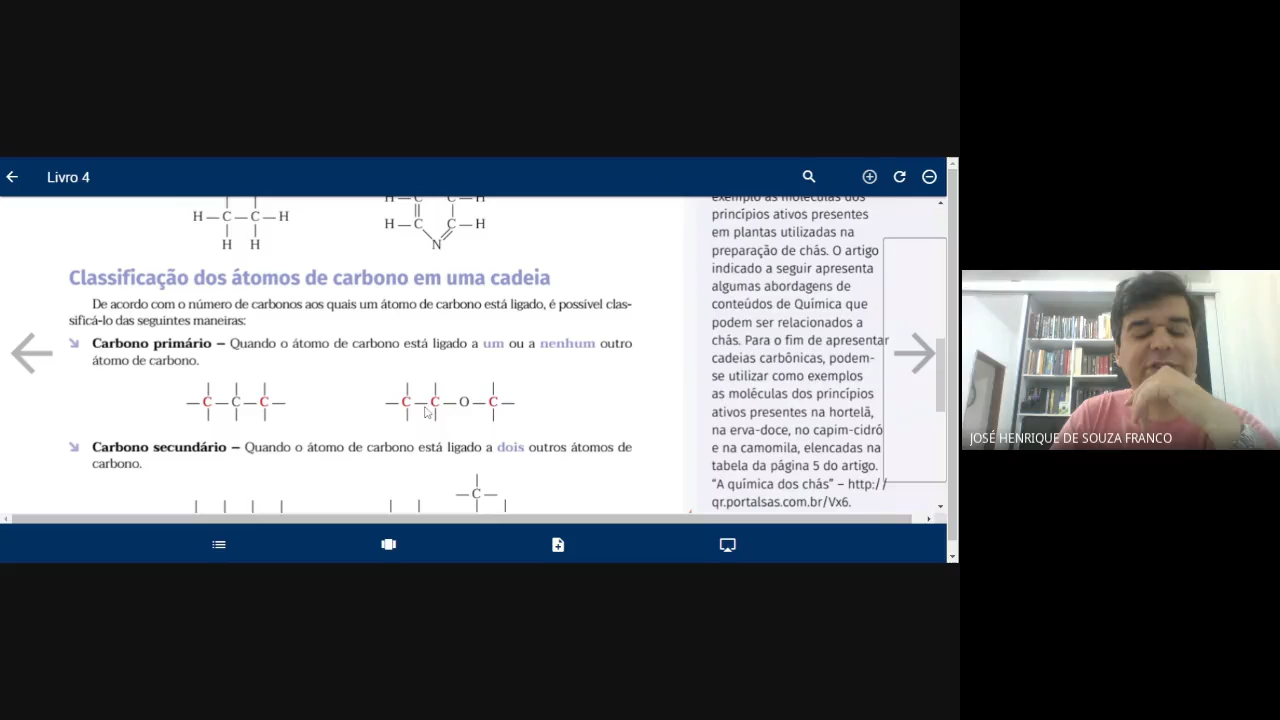 Livro 4
H—C—C—H
H H
H—C C—H
H—C C—H
N
Classificação dos átomos de carbono em uma cadeia
De acordo com o número de carbonos aos quais um átomo de carbono está ligado, é possível clas-
sificá-lo das seguintes maneiras:
Carbono primário – Quando o átomo de carbono está ligado a um ou a nenhum outro
átomo de carbono.
—C—C—C—
—C—C—O—C—
Carbono secundário – Quando o átomo de carbono está ligado a dois outros átomos de
carbono.
—C—
exemplo as moléculas dos
princípios ativos presentes
em plantas utilizadas na
preparação de chás. O artigo
indicado a seguir apresenta
algumas abordagens de
conteúdos de Química que
podem ser relacionados a
chás. Para o fim de apresentar
cadeias carbônicas, podem-
se utilizar como exemplos
as moléculas dos princípios
ativos presentes na hortelã,
na erva-doce, no capim-cidró
e na camomila, elencadas na
tabela da página 5 do artigo.
“A química dos chás” – http://
qr.portalsas.com.br/Vx6.
JOSÉ HENRIQUE DE SOUZA FRANCO